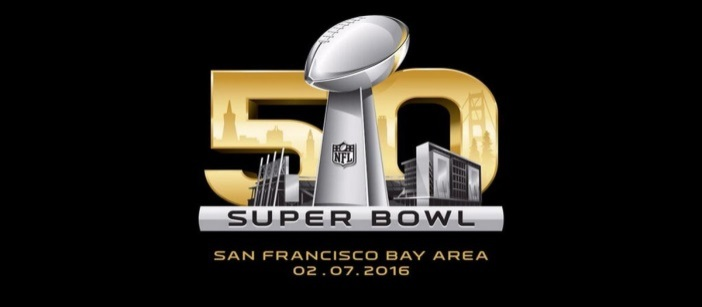 50
NFL
SUPER BOWL
SAN FRANCISCO BAY AREA
02.07.2016